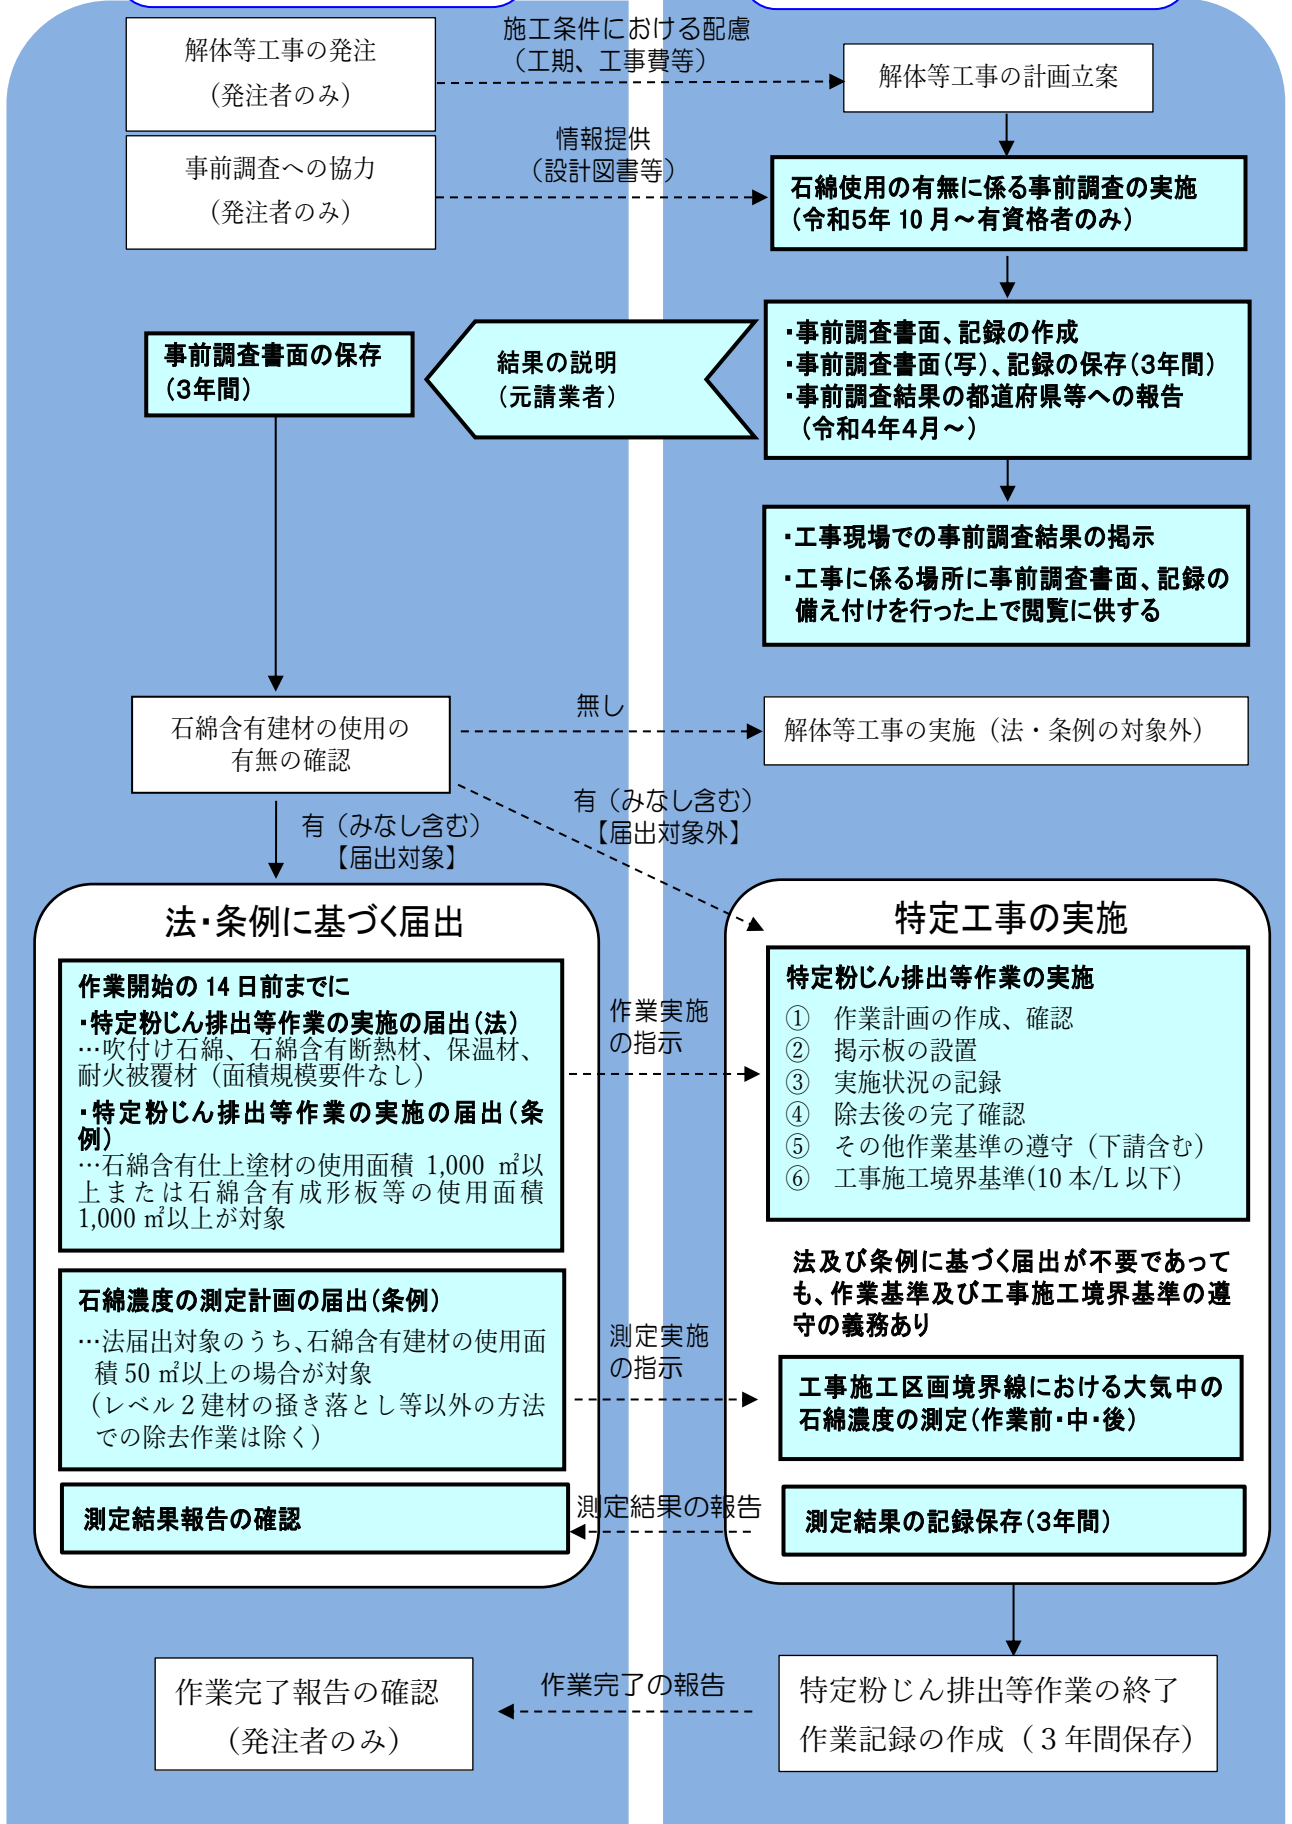 解体等工事の発注
（発注者のみ）
施工条件における配慮
（工期、工事費等）
解体等工事の計画立案
事前調査への協力
（発注者のみ）
情報提供
（設計図書等）
石綿使用の有無に係る事前調査の実施
（令和5年 10 月～有資格者のみ）
事前調査書面の保存
（3年間）
結果の説明
（元請業者）
・事前調査書面、記録の作成
・事前調査書面（写）、記録の保存（3年間）
・事前調査結果の都道府県等への報告
（令和4年4月～）
・工事現場での事前調査結果の掲示
・工事に係る場所に事前調査書面、記録の
備え付けを行った上で閲覧に供する
石綿含有建材の使用の
有無の確認
無し
解体等工事の実施（法・条例の対象外）
有（みなし含む）
【届出対象】
有（みなし含む）
【届出対象外】
法・条例に基づく届出
作業開始の 14 日前までに
・特定粉じん排出等作業の実施の届出（法）
…吹付け石綿、石綿含有断熱材、保温材、
耐火被覆材（面積規模要件なし）
・特定粉じん排出等作業の実施の届出（条
例）
…石綿含有仕上塗材の使用面積 1,000 ㎡以
上または石綿含有成形板等の使用面積
1,000 ㎡以上が対象
石綿濃度の測定計画の届出（条例）
…法届出対象のうち、石綿含有建材の使用面
積 50 ㎡以上の場合が対象
（レベル２建材の掻き落とし等以外の方法
での除去作業は除く）
測定結果報告の確認
作業実施
の指示
測定実施
の指示
測定結果の報告
特定工事の実施
特定粉じん排出等作業の実施
① 作業計画の作成、確認
② 掲示板の設置
③ 実施状況の記録
④ 除去後の完了確認
⑤ その他作業基準の遵守（下請含む）
⑥ 工事施工境界基準(10 本/L 以下）
法及び条例に基づく届出が不要であって
も、作業基準及び工事施工境界基準の遵
守の義務あり
工事施工区画境界線における大気中の
石綿濃度の測定（作業前・中・後）
測定結果の記録保存（3年間）
作業完了報告の確認
（発注者のみ）
作業完了の報告
特定粉じん排出等作業の終了
作業記録の作成（３年間保存）